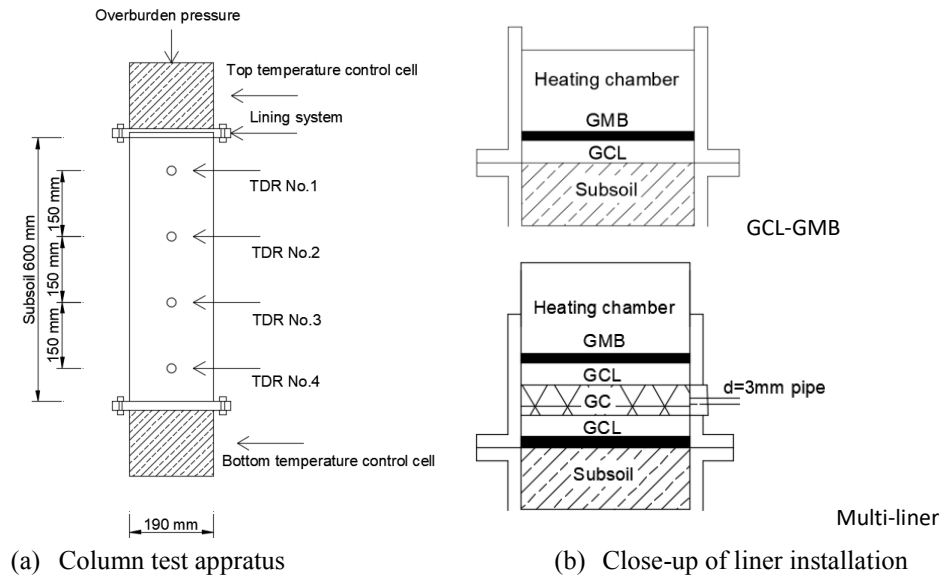 Overburden pressure
Top temperature control cell
Lining system
TDR No.1
TDR No.2
TDR No.3
TDR No.4
Subsoil 600 mm
150 mm
150 mm
150 mm
Bottom temperature control cell
190 mm
(a) Column test appratus
Heating chamber
GMB
GCL
Subsoil
GCL-GMB
Heating chamber
GMB
GCL
GC
d=3mm pipe
GCL
Subsoil
Multi-liner
(b) Close-up of liner installation